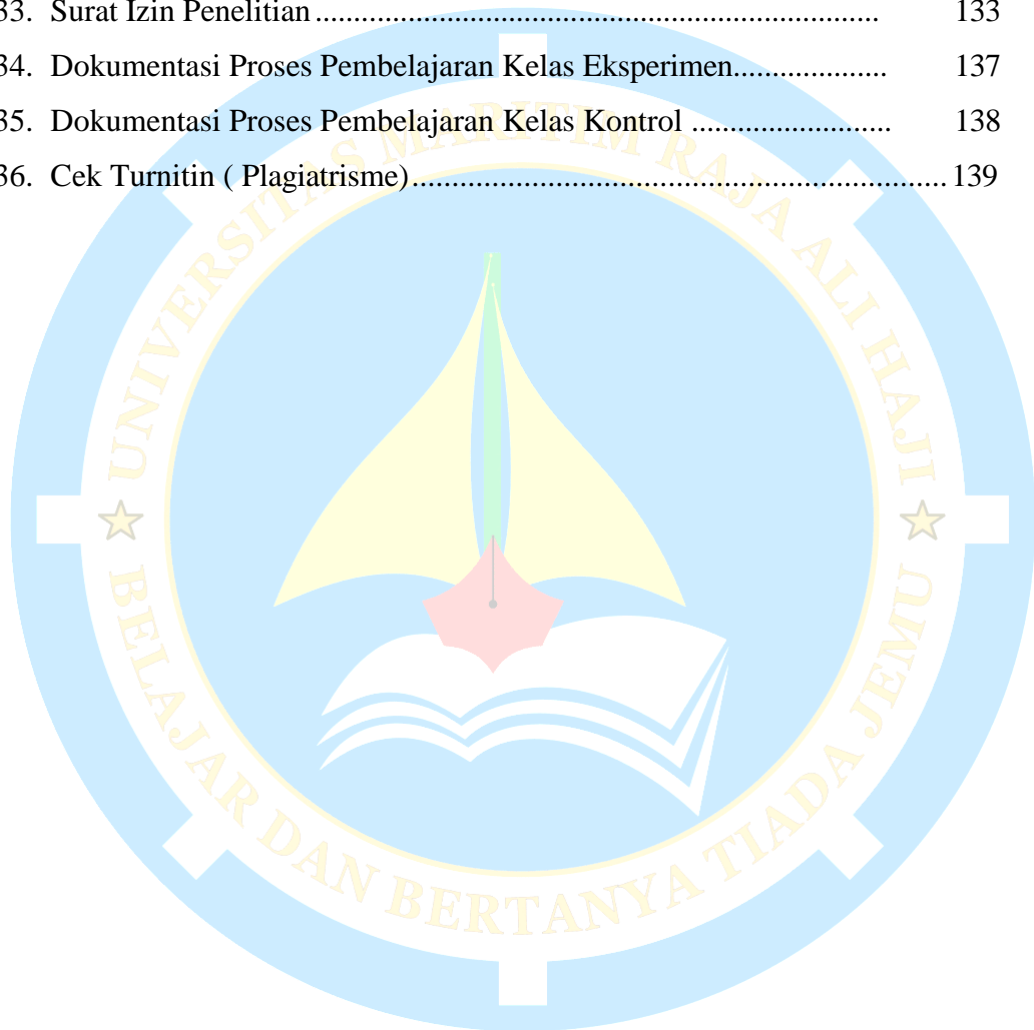 33. Surat Izin Penelitian ............................................................................................................ 133
34. Dokumentasi Proses Pembelajaran Kelas Eksperimen.................. 137
35. Dokumentasi Proses Pembelajaran Kelas Kontrol ......................... 138
36. Cek Turnitin ( Plagiatrisme)...................................................................................................... 139
UNIVERSITAS MARITIM RAJA ALI HAJI
BELAJAR DAN BERTANYA TIADA JEMU